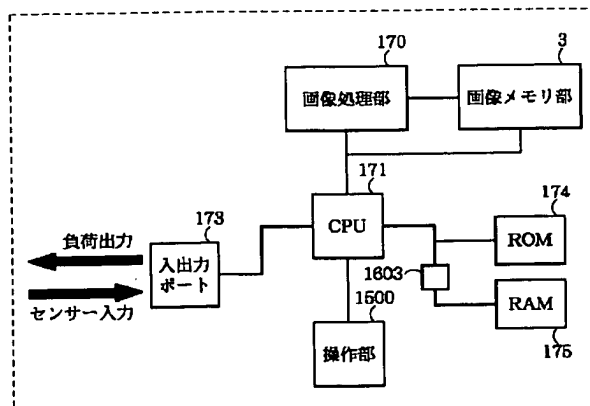 170
3
画像処理部
画像メモリ部
171
173
174
CPU
負荷出力
ROM
入出力
ポート
1603
センサー入力
1500
RAM
操作部
175